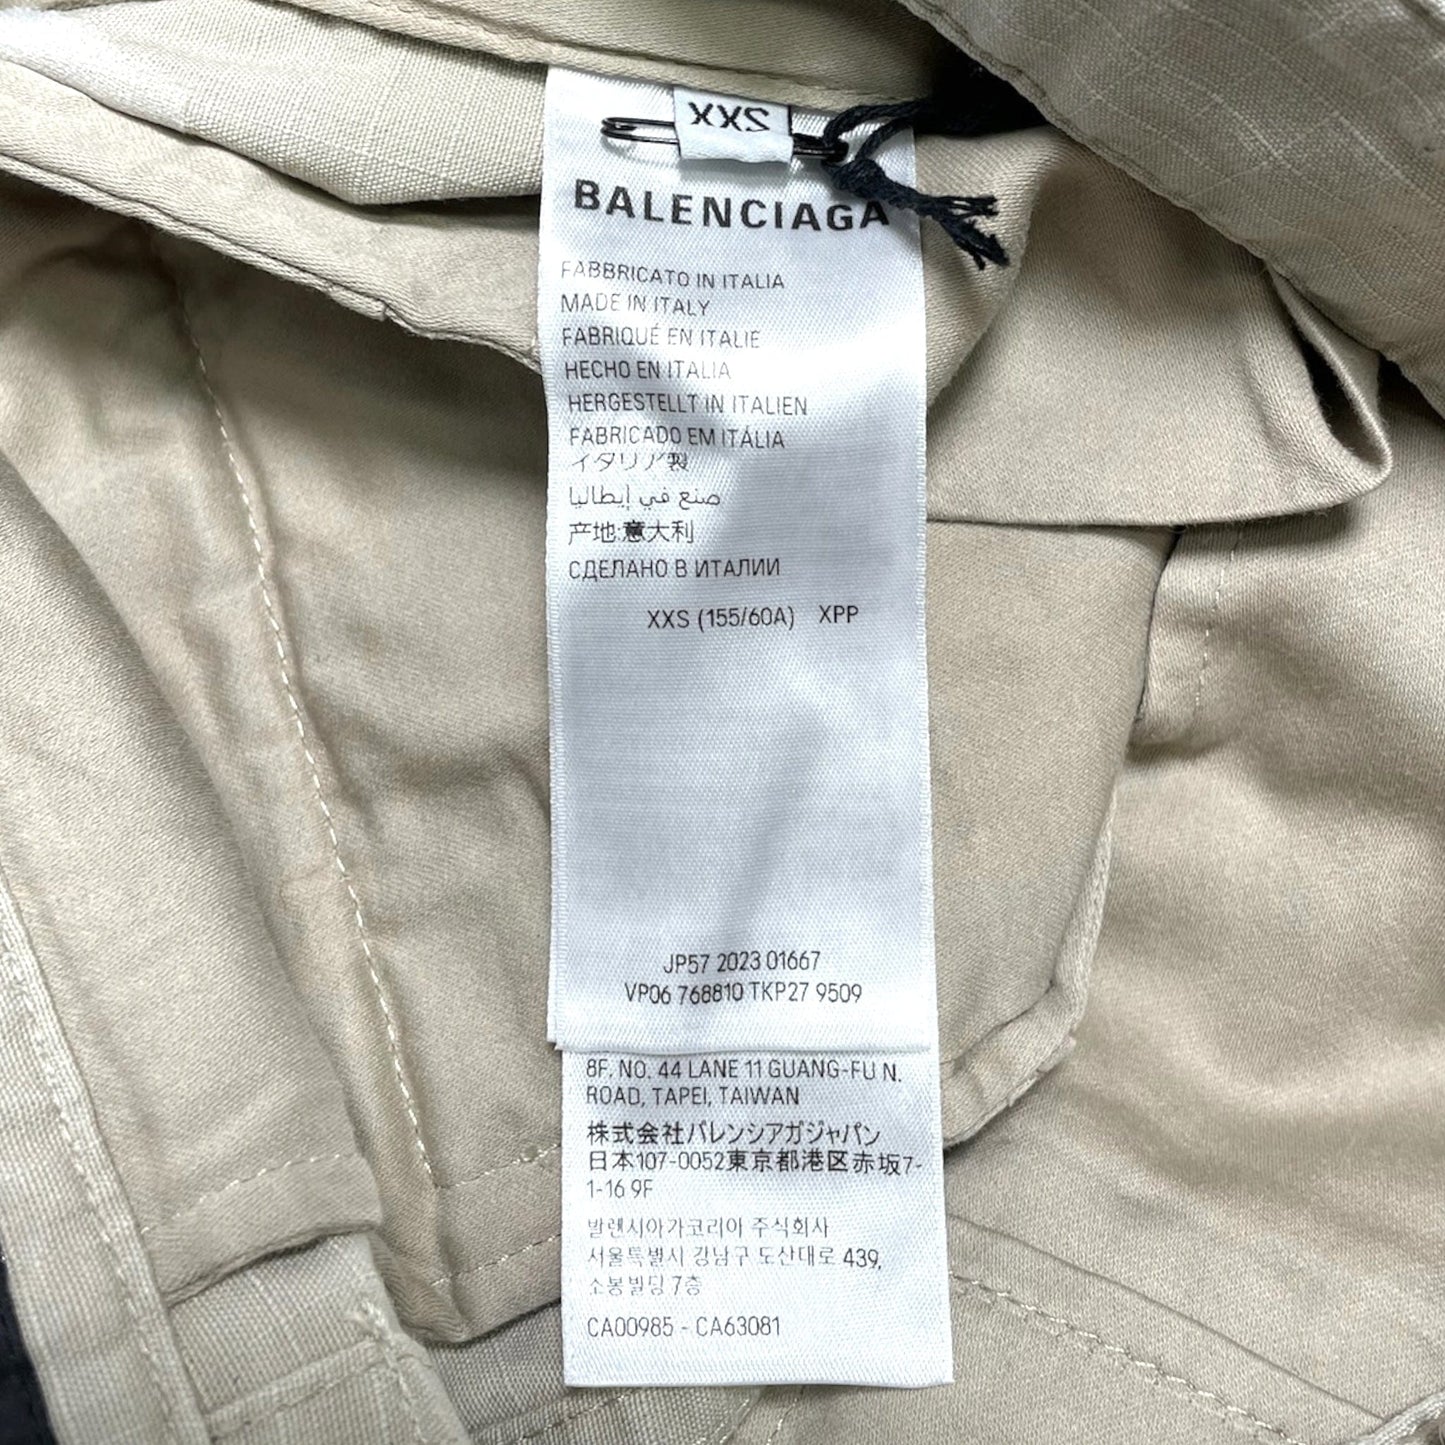 XXS
BALENCIAGA
FABBRICATO IN ITALIA
MADE IN ITALY
FABRIQUÉ EN ITALIE
HECHO EN ITALIA
HERGESTELLT IN ITALIEN
FABRICADO EM ITÁLIA
イタリア製
صنع في إيطاليا
产地:意大利
СДЕЛАНО В ИТАЛИИ
XXS (155/60A) XPP
JP57 2023 01667
VP06 768810 TKP27 9509
8F. NO. 44 LANE 11 GUANG-FU N.
ROAD, TAPEI, TAIWAN
株式会社バレンシアガジャパン
日本107-0052東京都港区赤坂7-
1-16 9F
발렌시아가코리아 주식회사
서울특별시 강남구 도산대로 439,
소봉빌딩 7층
CA00985 - CA63081